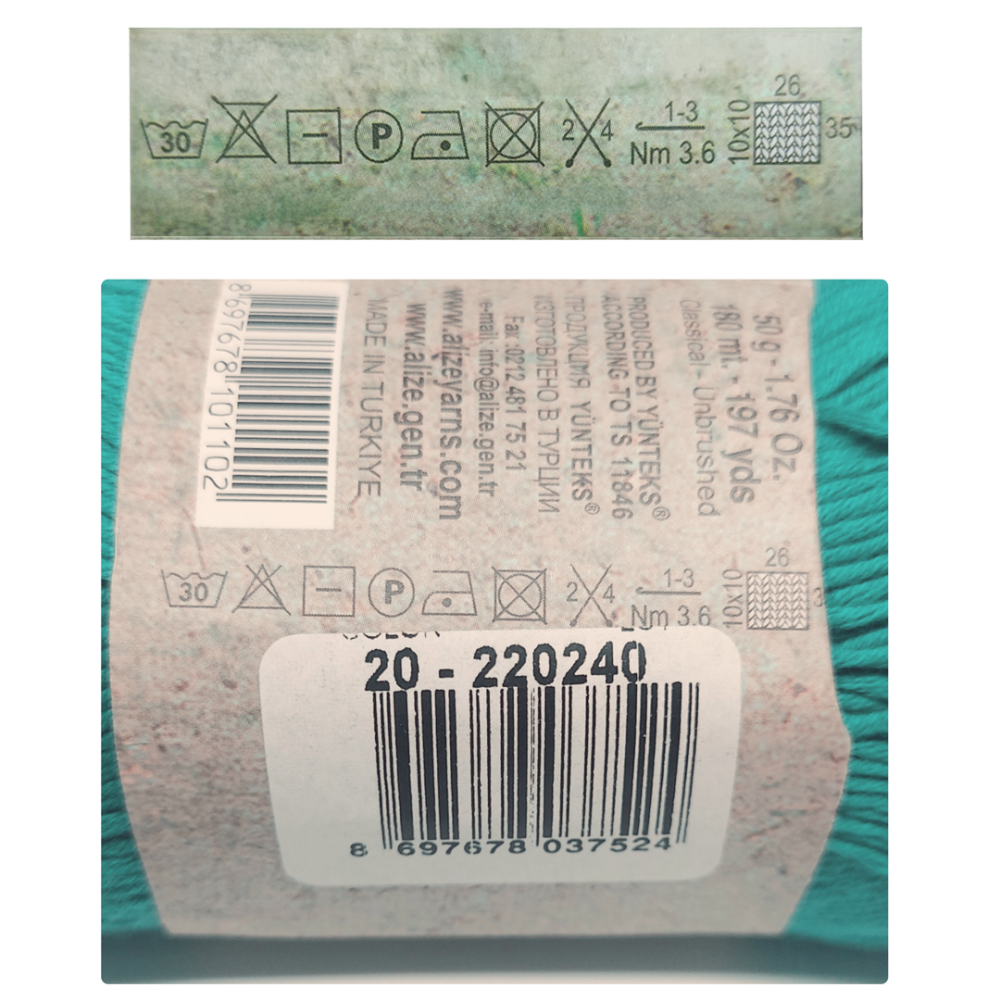 26
30 P 2 4 1-3 10x10 35
Nm 3.6
50 g - 1.76 Oz.
180 mt. - 197 yds
Classical - Unbrushed
PRODUCED BY YÜNTEKS®
ACCORDING TO TS 11846
ПРОДУКЦИЯ YÜNTEKS®
ИЗГОТОВЛЕНО В ТУРЦИИ
Fax: 0212 481 75 21
e-mail: info@alize.gen.tr
www.alizeyarns.com
www.alize.gen.tr
MADE IN TURKIYE
8697678101102
26
30 P 2 4 1-3 10x10
Nm 3.6
20 - 220240
8 697678 037524